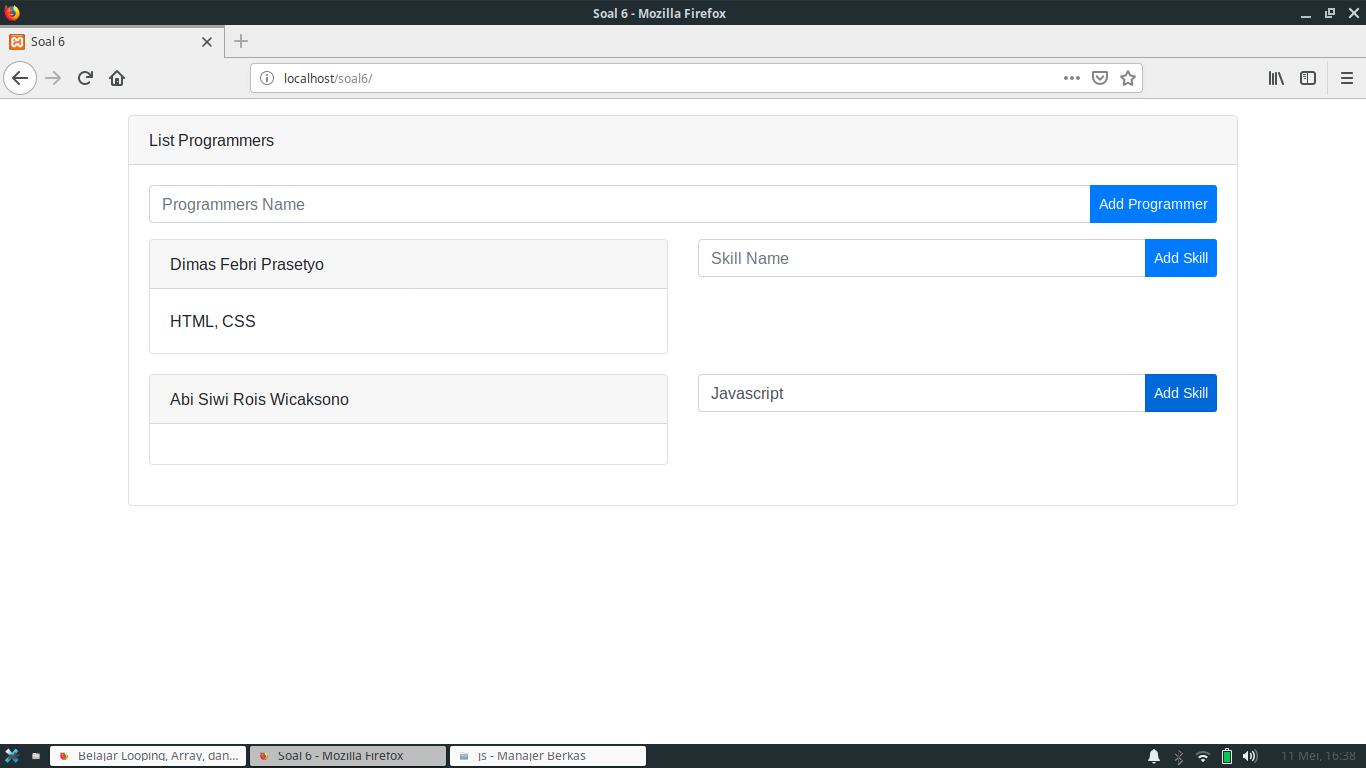 Soal 6 - Mozilla Firefox
Soal 6
localhost/soal6/
List Programmers
Programmers Name
Add Programmer
Dimas Febri Prasetyo
Skill Name
Add Skill
HTML, CSS
Abi Siwi Rois Wicaksono
Javascript
Add Skill
Belajar Looping, Array, dan...
Soal 6 - Mozilla Firefox
js - Manajer Berkas
11 Mei, 16:38